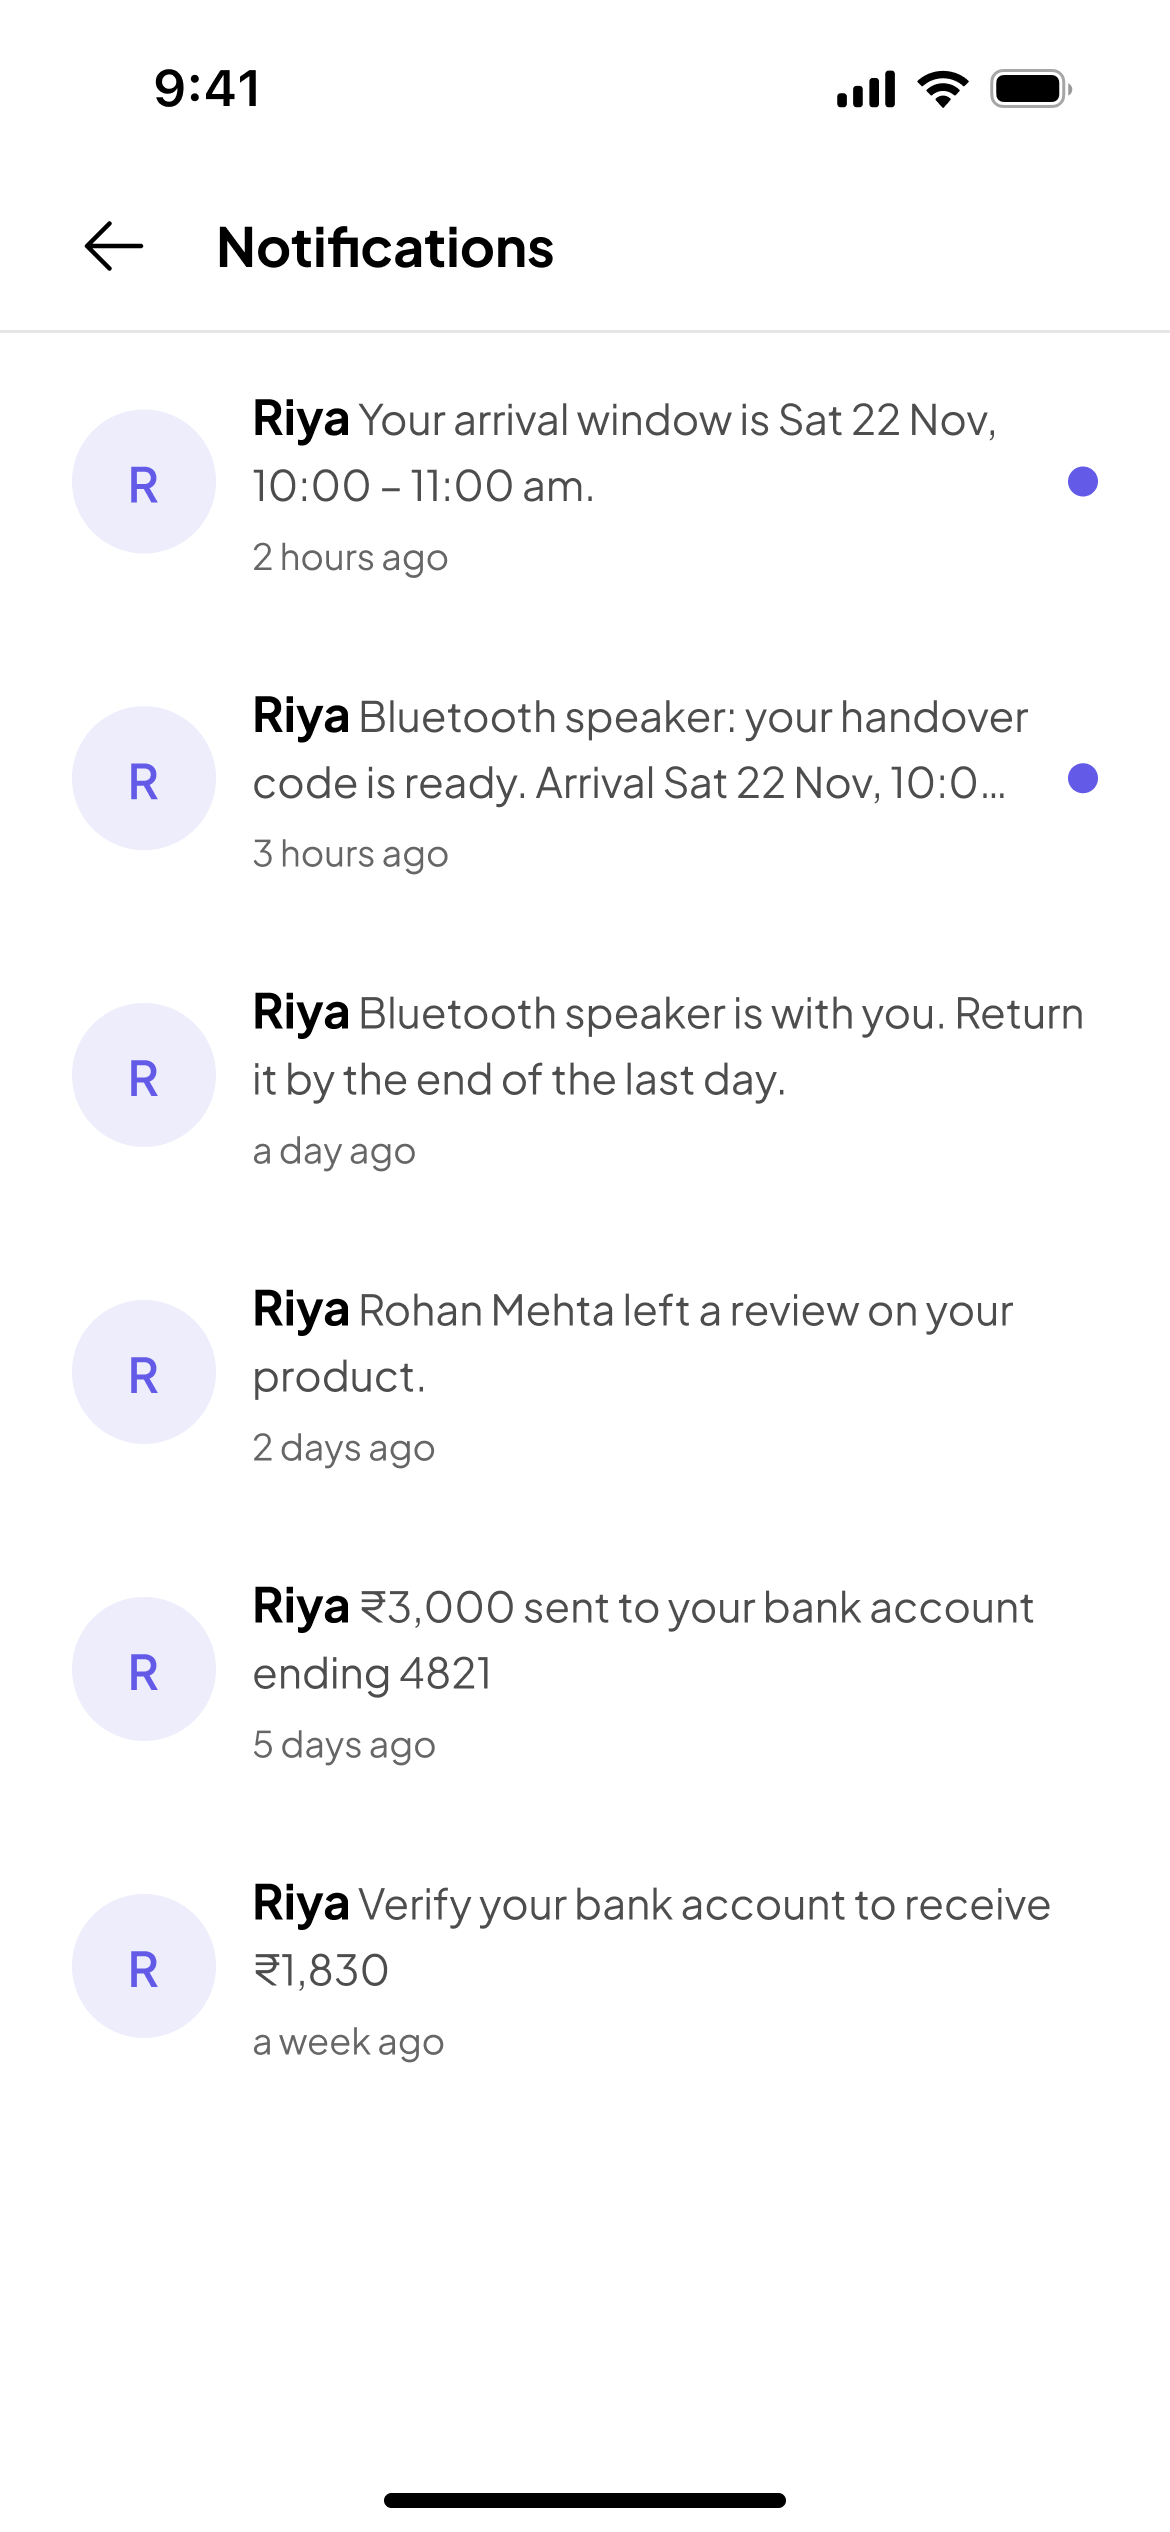 9:41
Notifications
R
Riya Your arrival window is Sat 22 Nov,
10:00 – 11:00 am.
2 hours ago
R
Riya Bluetooth speaker: your handover
code is ready. Arrival Sat 22 Nov, 10:0...
3 hours ago
R
Riya Bluetooth speaker is with you. Return
it by the end of the last day.
a day ago
R
Riya Rohan Mehta left a review on your
product.
2 days ago
R
Riya ₹3,000 sent to your bank account
ending 4821
5 days ago
R
Riya Verify your bank account to receive
₹1,830
a week ago